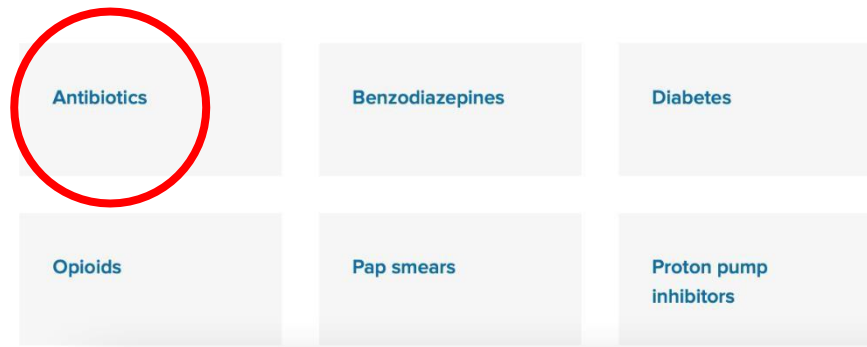 Antibiotics
Benzodiazepines
Diabetes
Opioids
Pap smears
Proton pump
inhibitors